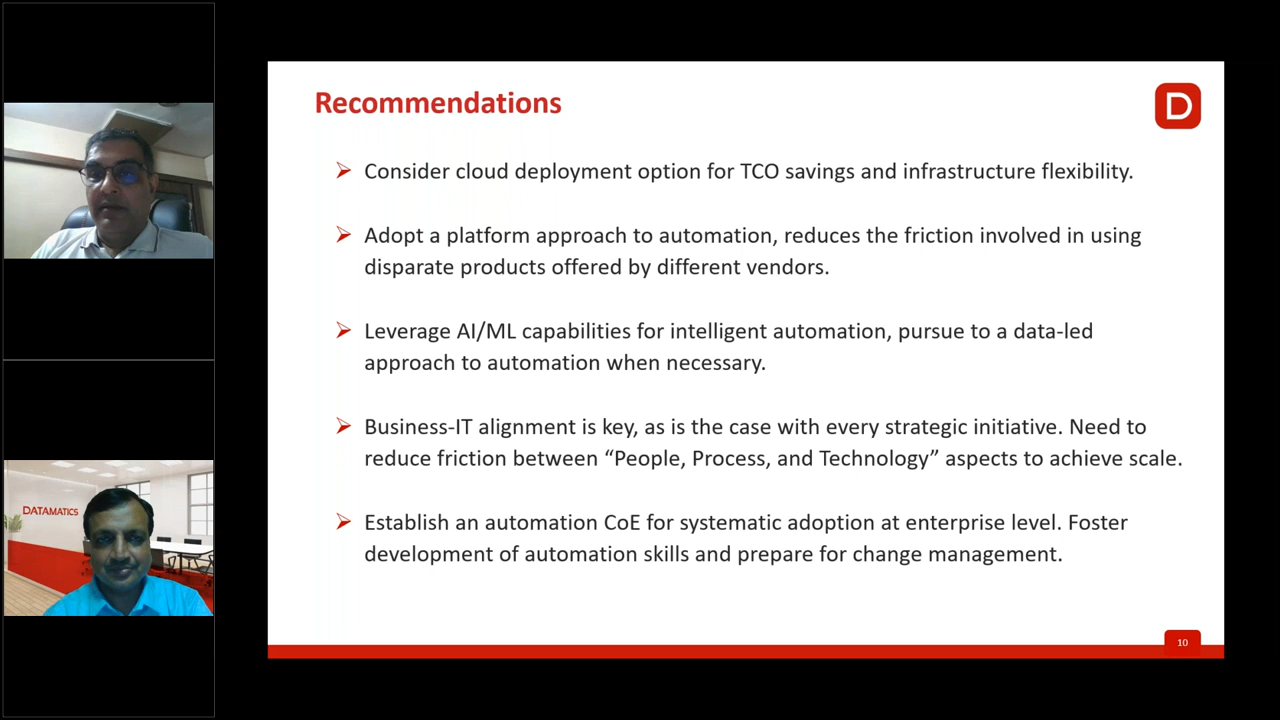 Recommendations
D
Consider cloud deployment option for TCO savings and infrastructure flexibility.
Adopt a platform approach to automation, reduces the friction involved in using
disparate products offered by different vendors.
Leverage AI/ML capabilities for intelligent automation, pursue to a data-led
approach to automation when necessary.
Business-IT alignment is key, as is the case with every strategic initiative. Need to
reduce friction between “People, Process, and Technology” aspects to achieve scale.
Establish an automation CoE for systematic adoption at enterprise level. Foster
development of automation skills and prepare for change management.
10
DATAMATICS